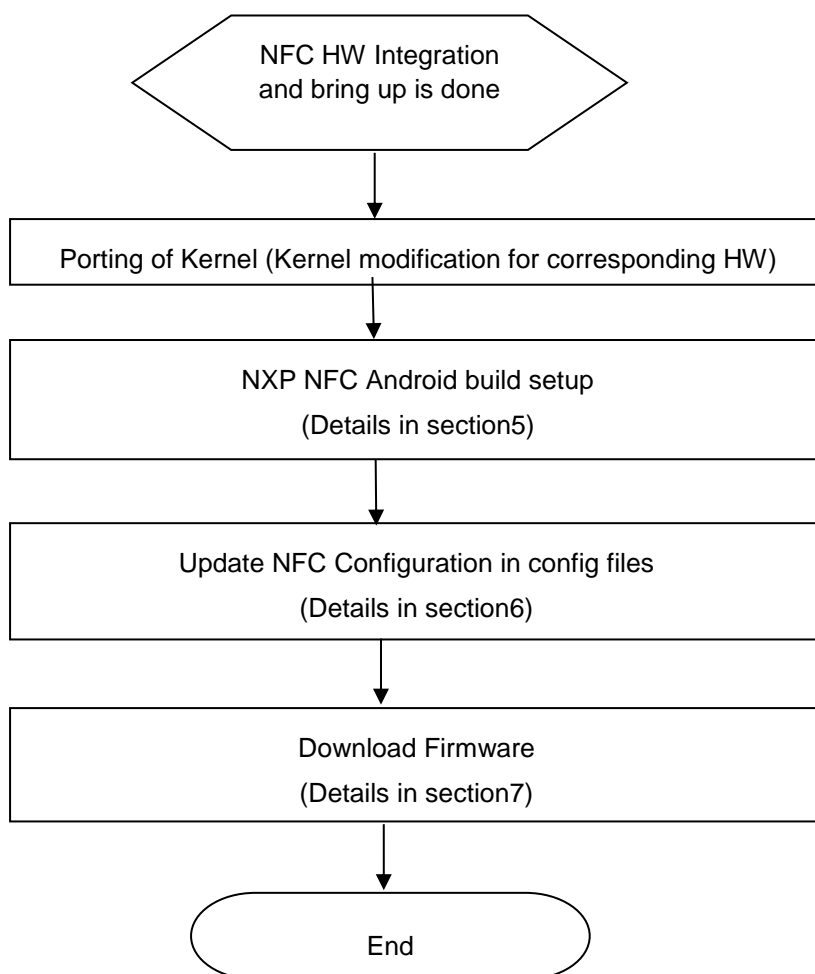 NFC HW Integration
and bring up is done
Porting of Kernel (Kernel modification for corresponding HW)
NXP NFC Android build setup
(Details in section5)
Update NFC Configuration in config files
(Details in section6)
Download Firmware
(Details in section7)
End